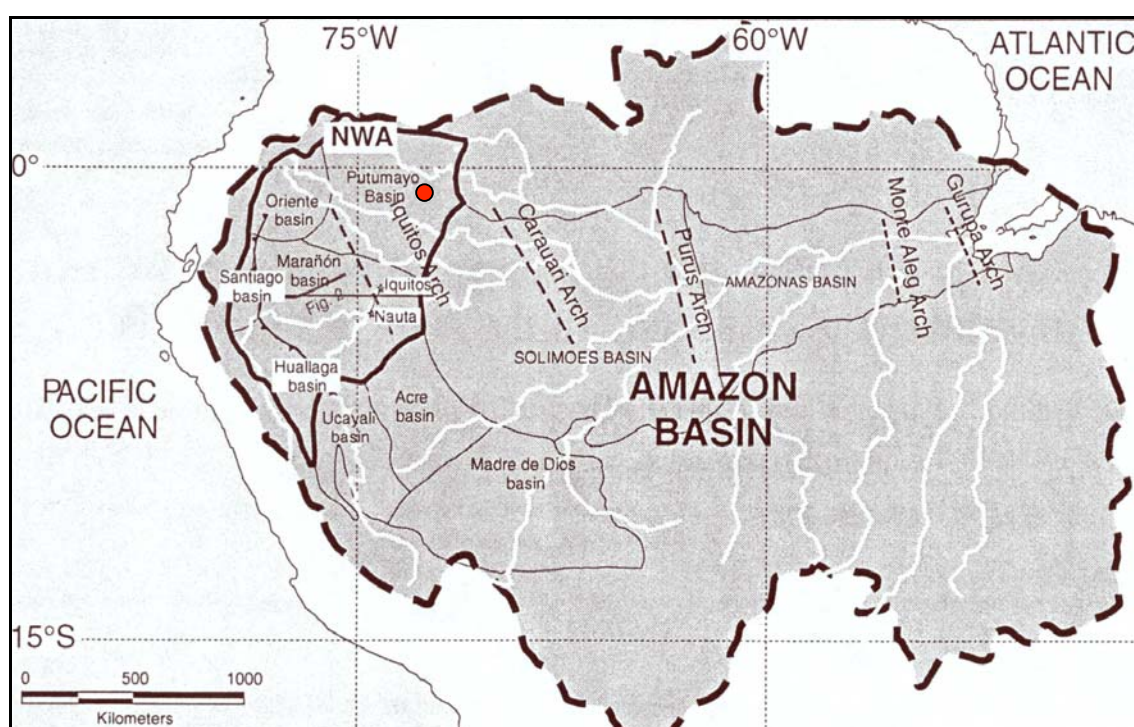 75°W
60°W
ATLANTIC
OCEAN
NWA
0°
Putumayo
Basin
Oriente
basin
Iquitos Arch
Carauari Arch
Purus Arch
Monte Aleg Arch
Gurupa Arch
Marañón
basin
Santiago
basin
Fig. 2
Iquitos
Nauta
AMAZONAS BASIN
SOLIMOES BASIN
Huallaga
basin
PACIFIC
OCEAN
Acre
basin
AMAZON
BASIN
Ucayali
basin
Madre de Dios
basin
15°S
0 500 1000
Kilometers